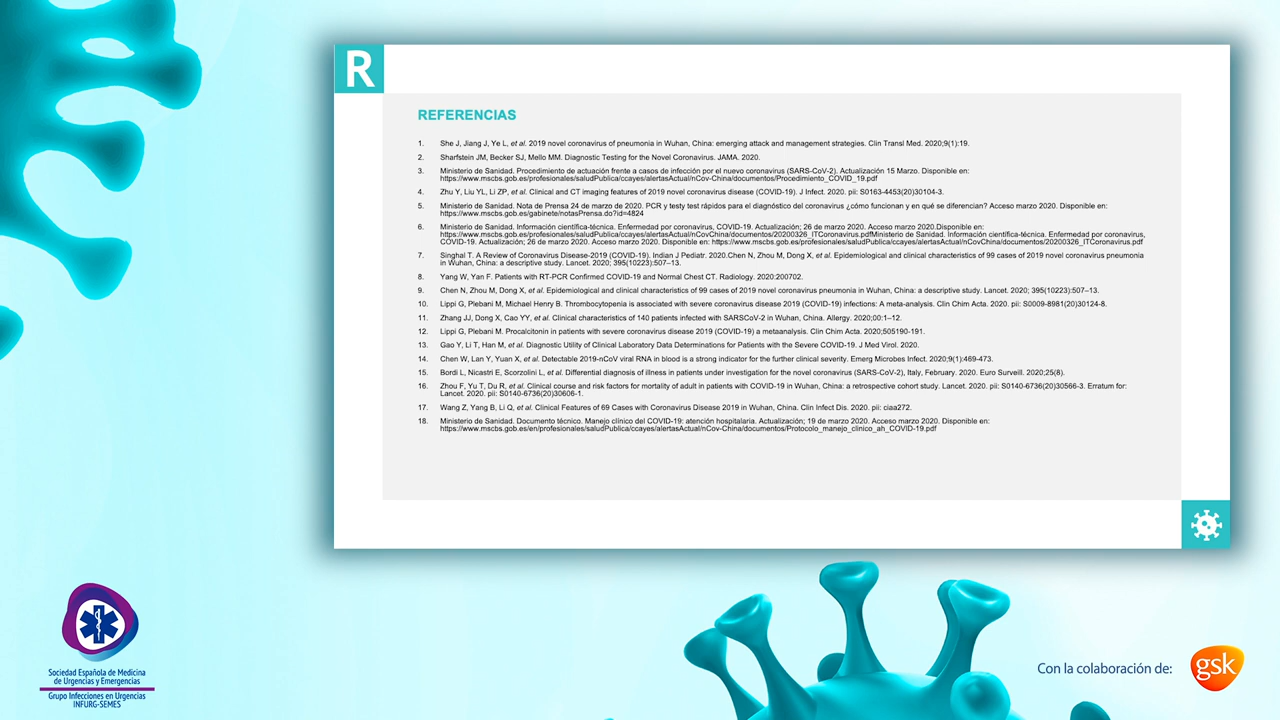 R
REFERENCIAS
1. She J, Jiang J, Ye L, et al. 2019 novel coronavirus of pneumonia in Wuhan, China: emerging attack and management strategies. Clin Transl Med. 2020;9(1):19.
2. Sharfstein JM, Becker SJ, Mello MM. Diagnostic Testing for the Novel Coronavirus. JAMA. 2020.
3. Ministerio de Sanidad. Procedimiento de actuación frente a casos de infección por el nuevo coronavirus (SARS-CoV-2). Actualización 15 Marzo. Disponible en:
https://www.mscbs.gob.es/profesionales/saludPublica/ccayes/alertasActual/nCov-China/documentos/Procedimiento_COVID_19.pdf
4. Zhu Y, Liu YL, Li ZP, et al. Clinical and CT imaging features of 2019 novel coronavirus disease (COVID-19). J Infect. 2020. pii: S0163-4453(20)30104-3.
5. Ministerio de Sanidad. Nota de Prensa 24 de marzo de 2020. PCR y testy test rápidos para el diagnóstico del coronavirus ¿cómo funcionan y en qué se diferencian? Acceso marzo 2020. Disponible en:
https://www.mscbs.gob.es/gabinete/notasPrensa.do?id=4824
6. Ministerio de Sanidad. Información científica-técnica. Enfermedad por coronavirus, COVID-19. Actualización; 26 de marzo 2020. Acceso marzo 2020.Disponible en:
https://www.mscbs.gob.es/profesionales/saludPublica/ccayes/alertasActual/nCovChina/documentos/20200326_ITCoronavirus.pdfMinisterio de Sanidad. Información científica-técnica. Enfermedad por coronavirus,
COVID-19. Actualización; 26 de marzo 2020. Acceso marzo 2020. Disponible en: https://www.mscbs.gob.es/profesionales/saludPublica/ccayes/alertasActual/nCovChina/documentos/20200326_ITCoronavirus.pdf
7. Singhal T. A Review of Coronavirus Disease-2019 (COVID-19). Indian J Pediatr. 2020.Chen N, Zhou M, Dong X, et al. Epidemiological and clinical characteristics of 99 cases of 2019 novel coronavirus pneumonia
in Wuhan, China: a descriptive study. Lancet. 2020; 395(10223):507–13.
8. Yang W, Yan F. Patients with RT-PCR Confirmed COVID-19 and Normal Chest CT. Radiology. 2020:200702.
9. Chen N, Zhou M, Dong X, et al. Epidemiological and clinical characteristics of 99 cases of 2019 novel coronavirus pneumonia in Wuhan, China: a descriptive study. Lancet. 2020; 395(10223):507–13.
10. Lippi G, Plebani M, Michael Henry B. Thrombocytopenia is associated with severe coronavirus disease 2019 (COVID-19) infections: A meta-analysis. Clin Chim Acta. 2020. pii: S0009-8981(20)30124-8.
11. Zhang JJ, Dong X, Cao YY, et al. Clinical characteristics of 140 patients infected with SARSCoV-2 in Wuhan, China. Allergy. 2020;00:1–12.
12. Lippi G, Plebani M. Procalcitonin in patients with severe coronavirus disease 2019 (COVID-19) a metaanalysis. Clin Chim Acta. 2020;505190-191.
13. Gao Y, Li T, Han M, et al. Diagnostic Utility of Clinical Laboratory Data Determinations for Patients with the Severe COVID-19. J Med Virol. 2020.
14. Chen W, Lan Y, Yuan X, et al. Detectable 2019-nCoV viral RNA in blood is a strong indicator for the further clinical severity. Emerg Microbes Infect. 2020;9(1):469-473.
15. Bordi L, Nicastri E, Scorzolini L, et al. Differential diagnosis of illness in patients under investigation for the novel coronavirus (SARS-CoV-2), Italy, February. 2020. Euro Surveill. 2020;25(8).
16. Zhou F, Yu T, Du R, et al. Clinical course and risk factors for mortality of adult in patients with COVID-19 in Wuhan, China: a retrospective cohort study. Lancet. 2020. pii: S0140-6736(20)30566-3. Erratum for:
Lancet. 2020. pii: S0140-6736(20)30606-1.
17. Wang Z, Yang B, Li Q, et al. Clinical Features of 69 Cases with Coronavirus Disease 2019 in Wuhan, China. Clin Infect Dis. 2020. pii: ciaa272.
18. Ministerio de Sanidad. Documento técnico. Manejo clínico del COVID-19: atención hospitalaria. Actualización; 19 de marzo 2020. Acceso marzo 2020. Disponible en:
https://www.mscbs.gob.es/en/profesionales/saludPublica/ccayes/alertasActual/nCov-China/documentos/Protocolo_manejo_clinico_ah_COVID-19.pdf
Sociedad Española de Medicina
de Urgencias y Emergencias
Grupo Infecciones en Urgencias
INFURG-SEMES
Con la colaboración de:
gsk